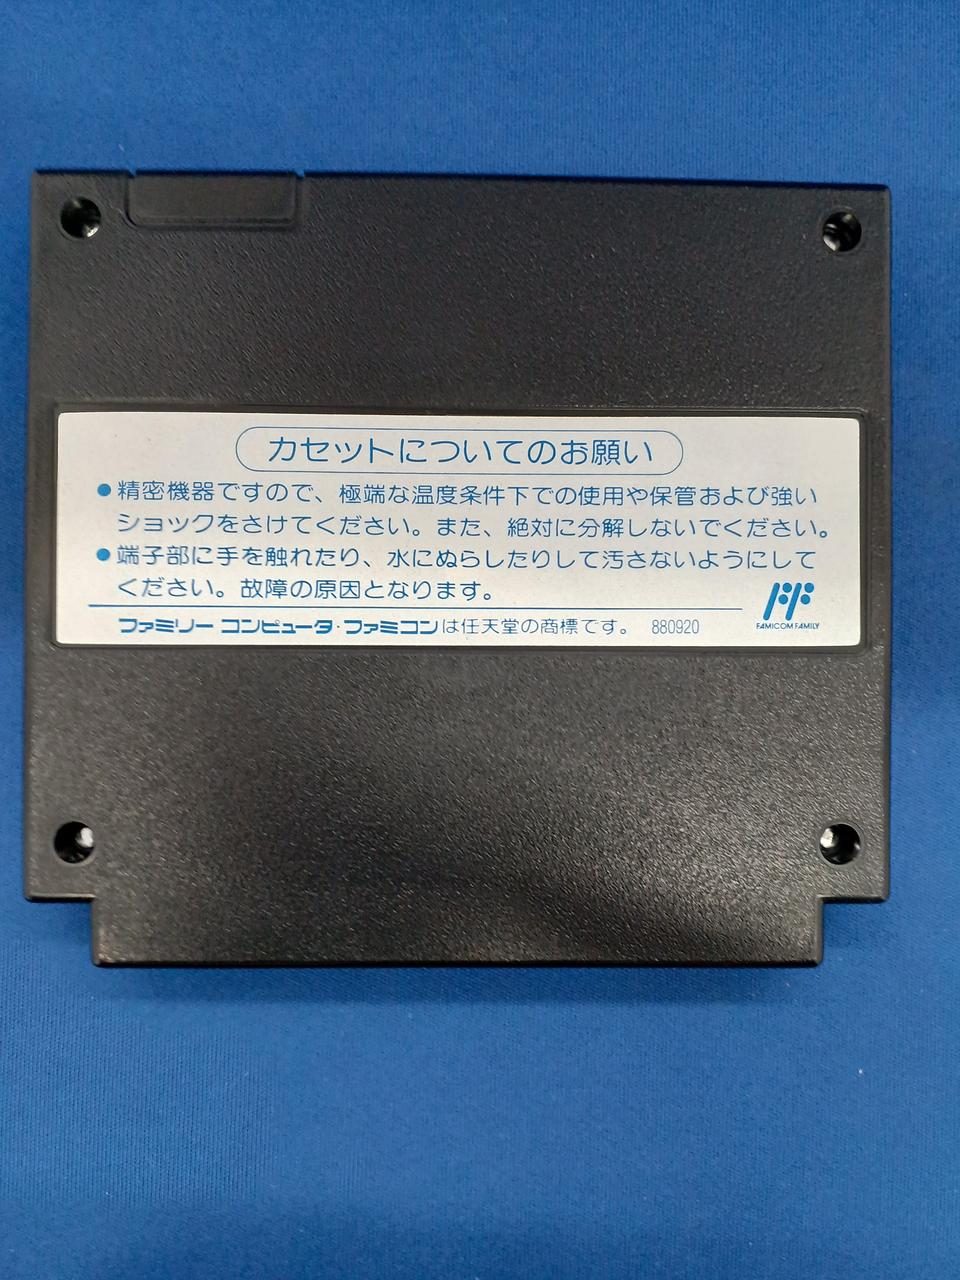 カセットについてのお願い
●精密機器ですので、極端な温度条件下での使用や保管および強い
ショックをさけてください。また、絶対に分解しないでください。
●端子部に手を触れたり、水にぬらしたりして汚さないようにして
ください。故障の原因となります。
ファミリーコンピュータ・ファミコンは任天堂の商標です。 880920
FAMICOM FAMILY